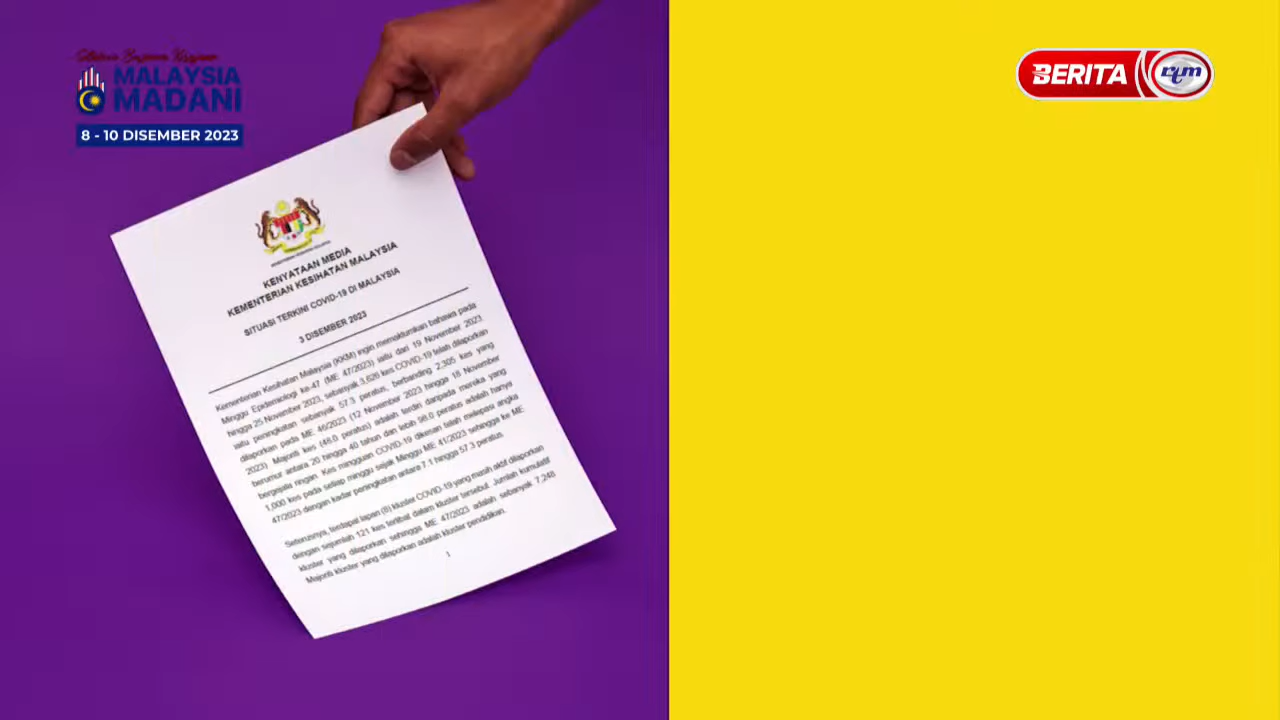 Setahun Bersama Kerajaan
MALAYSIA
MADANI
8 - 10 DISEMBER 2023
BERITA rtm
KENYATAAN MEDIA
KEMENTERIAN KESIHATAN MALAYSIA
SITUASI TERKINI COVID-19 DI MALAYSIA
3 DISEMBER 2023
Kementerian Kesihatan Malaysia (KKM) ingin memaklumkan bahawa pada
Minggu Epidemiologi ke-47 (ME 47/2023) iaitu dari 19 November 2023
hingga 25 November 2023, sebanyak 3,626 kes COVID-19 telah dilaporkan
iaitu peningkatan sebanyak 57.3 peratus, berbanding 2,305 kes yang
dilaporkan pada ME 46/2023 (12 November 2023 hingga 18 November
2023). Majoriti kes (48.0 peratus) adalah terdiri daripada mereka yang
berumur antara 20 hingga 40 tahun dan lebih 98.0 peratus adalah hanya
bergejala ringan. Kes mingguan COVID-19 dikesan telah melepasi angka
1,000 kes pada setiap minggu sejak Minggu ME 41/2023 sehingga ke ME
47/2023 dengan kadar peningkatan antara 7.1 hingga 57.3 peratus.
Seterusnya, terdapat lapan (8) kluster COVID-19 yang masih aktif dilaporkan
dengan sejumlah 121 kes terlibat dalam kluster tersebut. Jumlah kumulatif
kluster yang dilaporkan sehingga ME 47/2023 adalah sebanyak 7,248
Majoriti kluster yang dilaporkan adalah kluster pendidikan.
1